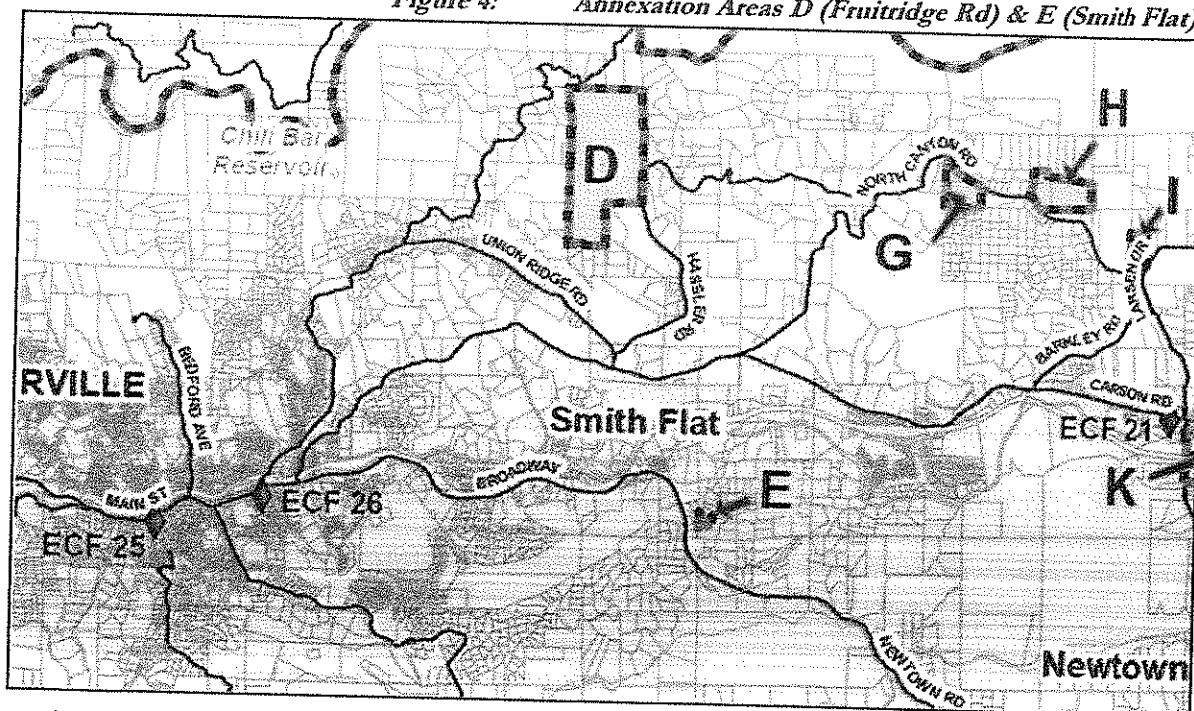 Figure 4: Annexation Areas D (Fruitridge Rd) & E (Smith Flat)
H
Chili Bar
Reservoir
D
NORTH CANYON RD
I
G
UNION RIDGE RD
HASSLER RD
LARSEN DR
BARKLEY RD
RVILLE
BEDFORD AVE
CARSON RD
Smith Flat
ECF 21
BROADWAY
E
K
MAIN ST
ECF 26
ECF 25
Newtown
NEWTOWN RD